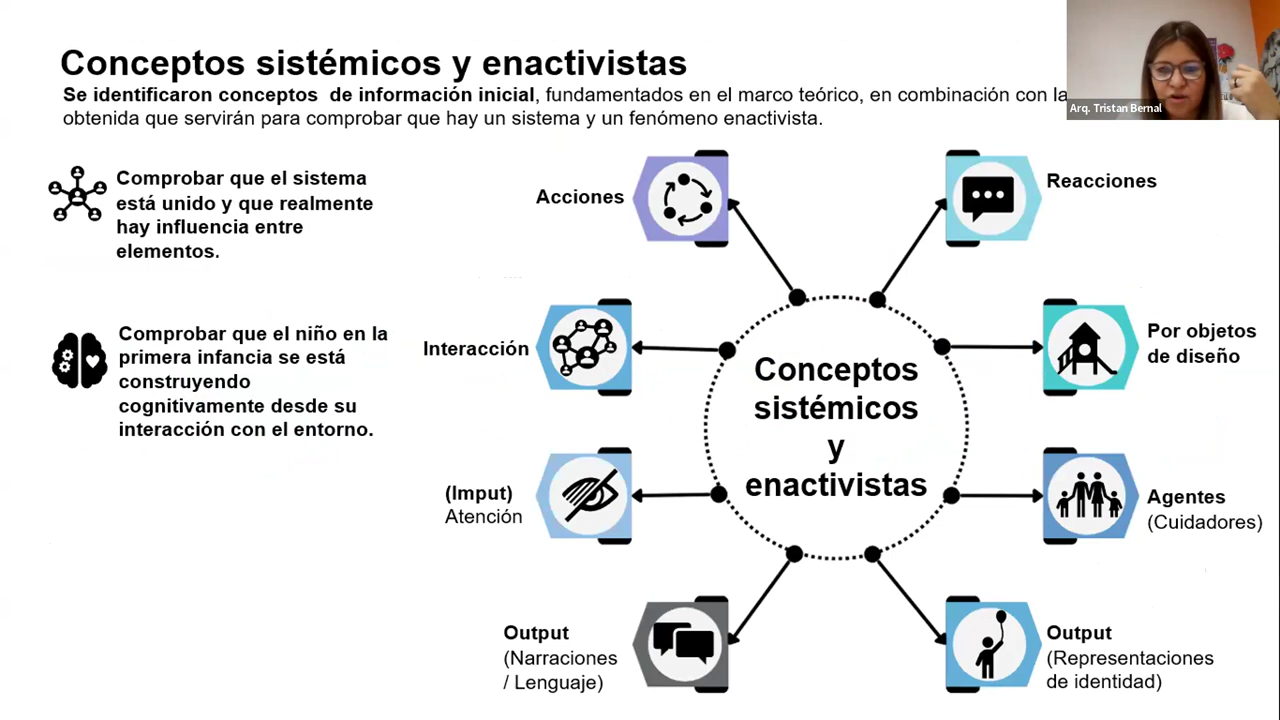 Conceptos sistémicos y enactivistas
Se identificaron conceptos de información inicial, fundamentados en el marco teórico, en combinación con la
obtenida que servirán para comprobar que hay un sistema y un fenómeno enactivista.
Arq. Tristan Bernal
Comprobar que el sistema
está unido y que realmente
hay influencia entre
elementos.
Comprobar que el niño en la
primera infancia se está
construyendo
cognitivamente desde su
interacción con el entorno.
Acciones
Reacciones
Interacción
Por objetos
de diseño
Conceptos
sistémicos
y
enactivistas
(Imput)
Atención
Agentes
(Cuidadores)
Output
(Narraciones
/ Lenguaje)
Output
(Representaciones
de identidad)